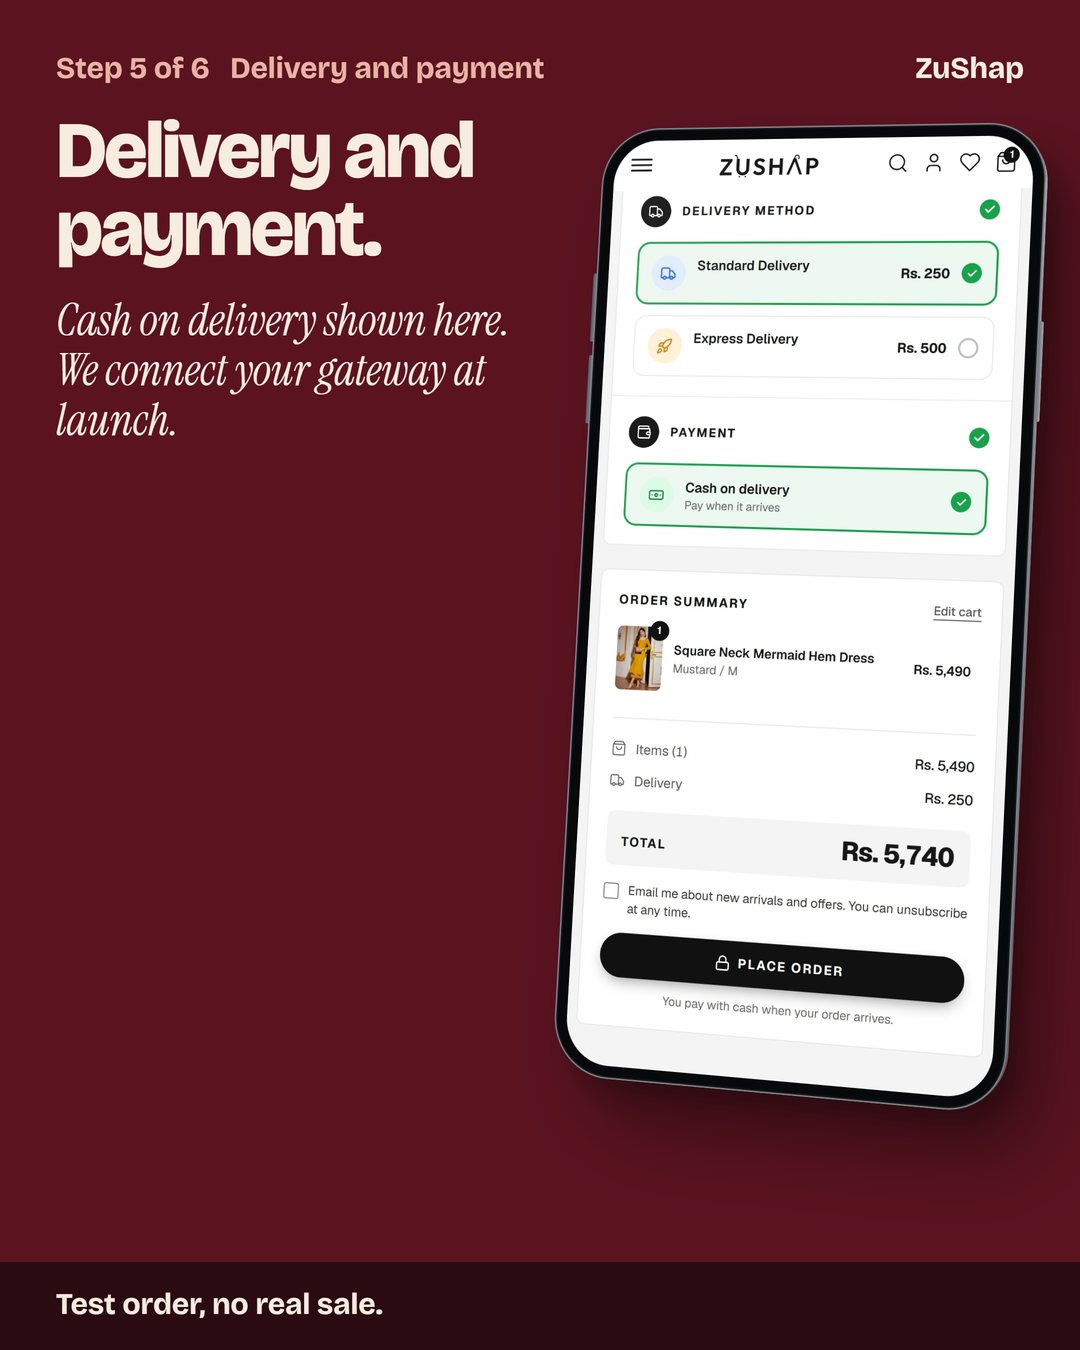 Step 5 of 6 Delivery and payment
ZuShap
Delivery and
payment.
Cash on delivery shown here.
We connect your gateway at
launch.
ZUSHAP
1
DELIVERY METHOD
Standard Delivery
Rs. 250
Express Delivery
Rs. 500
PAYMENT
Cash on delivery
Pay when it arrives
ORDER SUMMARY
Edit cart
1
Square Neck Mermaid Hem Dress
Mustard / M
Rs. 5,490
Items (1)
Rs. 5,490
Delivery
Rs. 250
TOTAL
Rs. 5,740
Email me about new arrivals and offers. You can unsubscribe
at any time.
PLACE ORDER
You pay with cash when your order arrives.
Test order, no real sale.